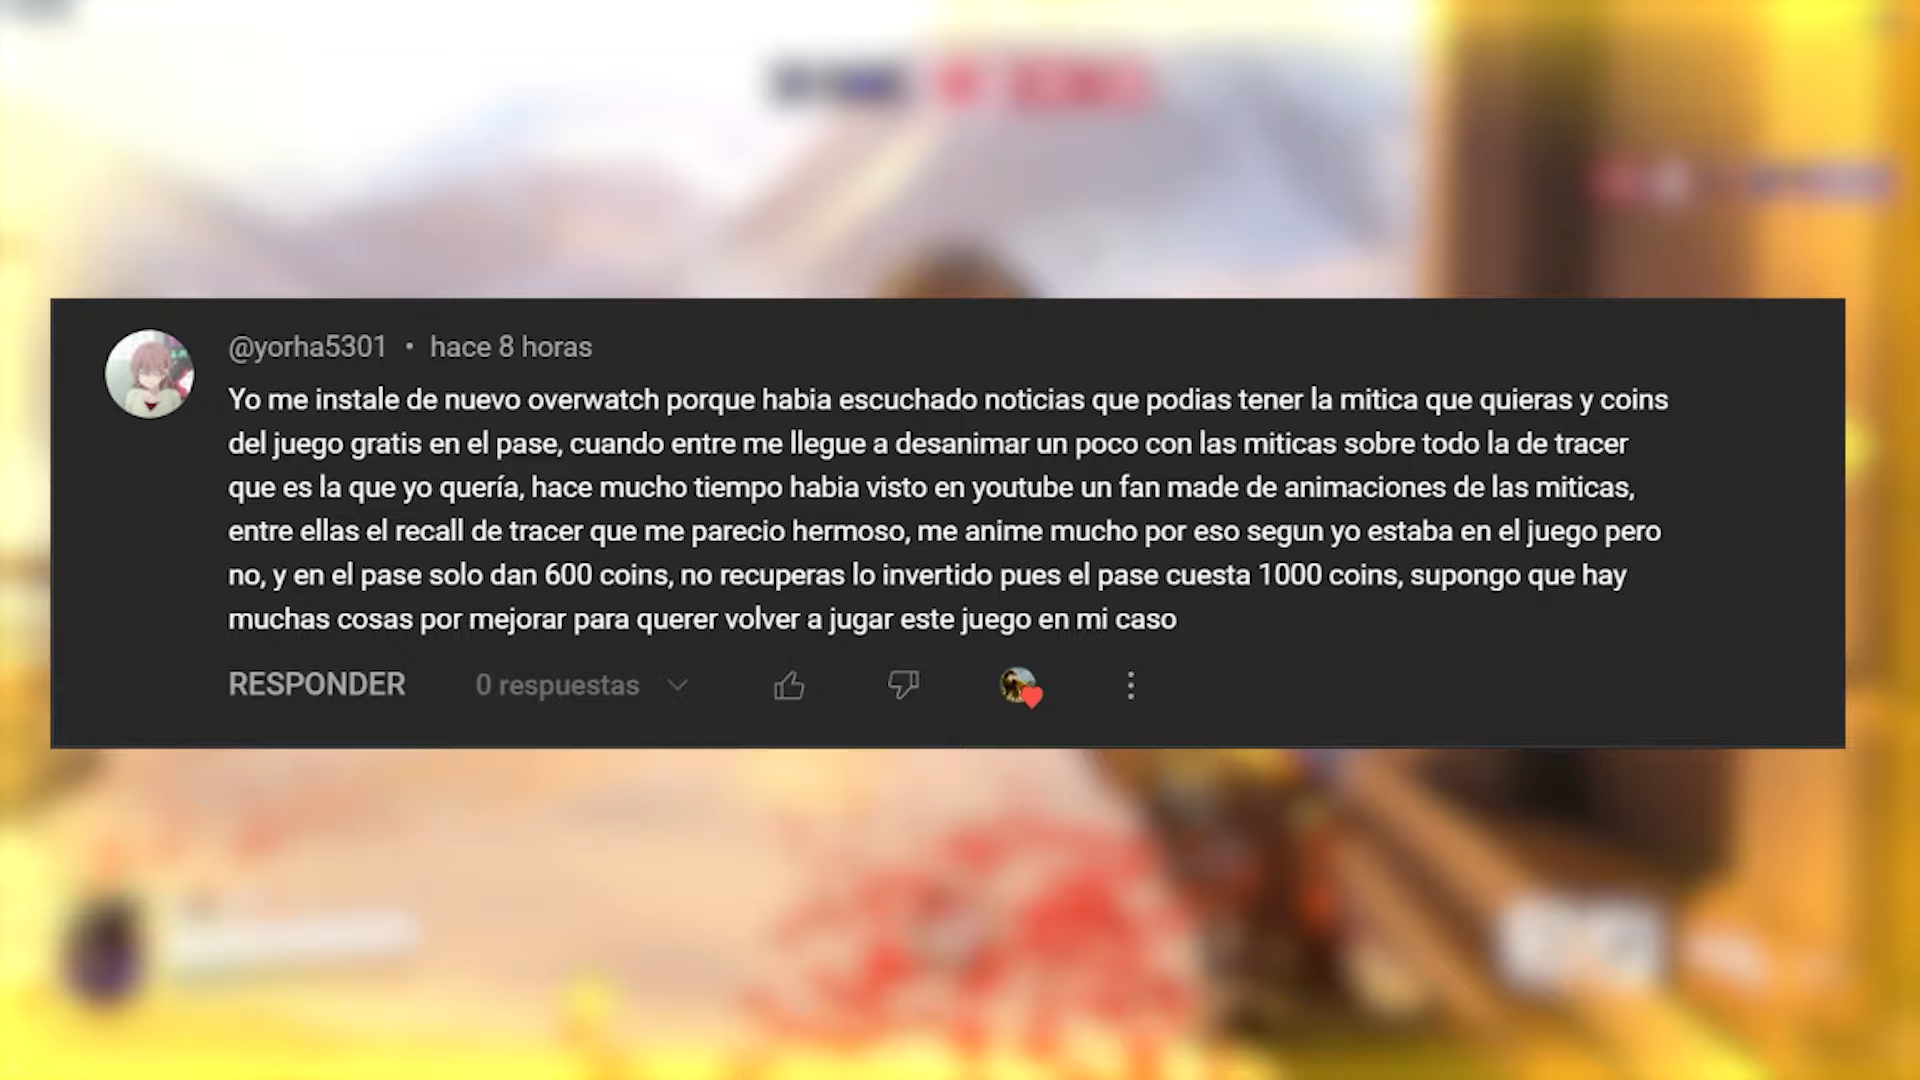 @yorha5301 • hace 8 horas
Yo me instale de nuevo overwatch porque habia escuchado noticias que podias tener la mitica que quieras y coins
del juego gratis en el pase, cuando entre me llegue a desanimar un poco con las miticas sobre todo la de tracer
que es la que yo quería, hace mucho tiempo habia visto en youtube un fan made de animaciones de las miticas,
entre ellas el recall de tracer que me parecio hermoso, me anime mucho por eso segun yo estaba en el juego pero
no, y en el pase solo dan 600 coins, no recuperas lo invertido pues el pase cuesta 1000 coins, supongo que hay
muchas cosas por mejorar para querer volver a jugar este juego en mi caso
RESPONDER 0 respuestas